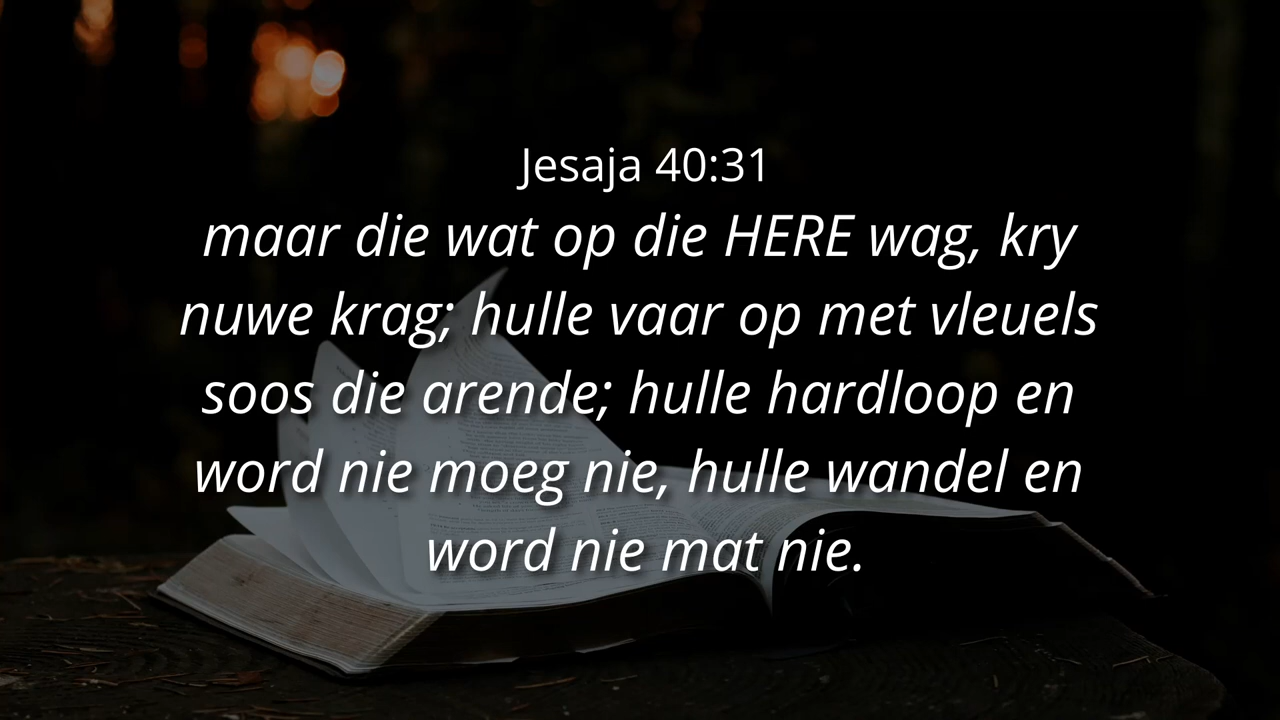 Jesaja 40:31
maar die wat op die HERE wag, kry
nuwe krag; hulle vaar op met vleuels
soos die arende; hulle hardloop en
word nie moeg nie, hulle wandel en
word nie mat nie.